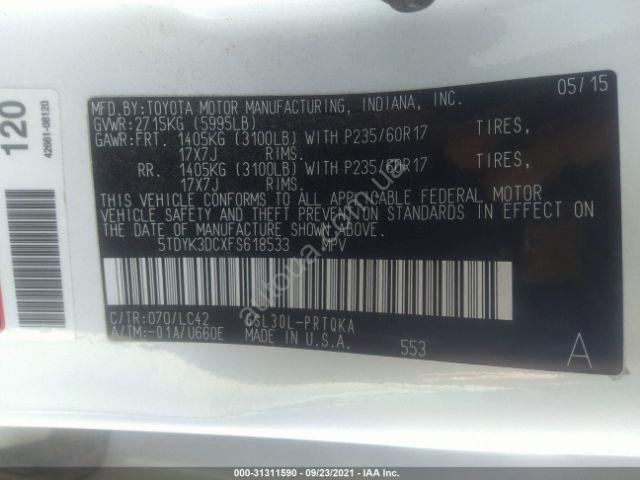 120
42661-08120
05/15
MFD.BY:TOYOTA MOTOR MANUFACTURING, INDIANA, INC.
GVWR:2715KG (5995LB)
GAWR:FRT. 1405KG (3100LB) WITH P235/60R17 TIRES,
17X7J RIMS.
RR. 1405KG (3100LB) WITH P235/60R17 TIRES,
17X7J RIMS.
THIS VEHICLE CONFORMS TO ALL APPLICABLE FEDERAL MOTOR
VEHICLE SAFETY AND THEFT PREVENTION STANDARDS IN EFFECT ON
THE DATE OF MANUFACTURE SHOWN ABOVE.
5TDYK3DCXFS618533 MPV
C/TR:070/LC42 GSL30L-PRTQKA
A/TM:-01A/U660E MADE IN U.S.A.
553
A
autoua.com.ua
000-31311590 - 09/23/2021 - IAA Inc.